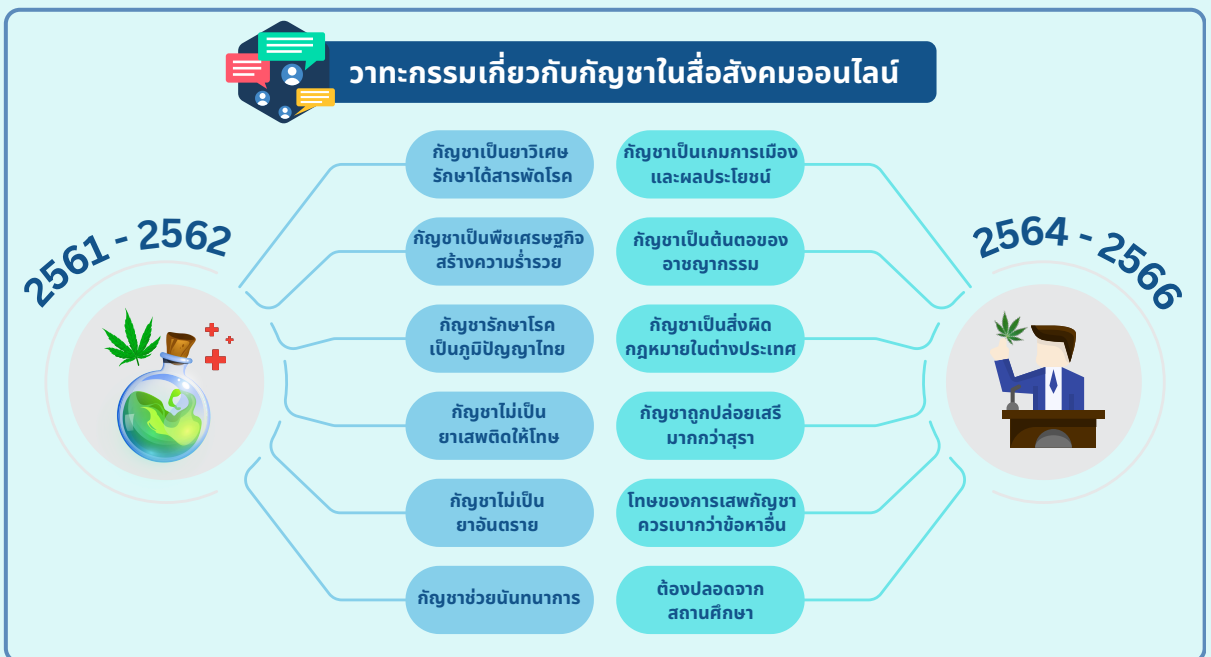 วาทะกรรมเกี่ยวกับกัญชาในสื่อสังคมออนไลน์
2561 - 2562
กัญชาเป็นยาวิเศษ
รักษาได้สารพัดโรค
กัญชาเป็นพืชเศรษฐกิจ
สร้างความร่ำรวย
กัญชารักษาโรค
เป็นภูมิปัญญาไทย
กัญชาไม่เป็น
ยาเสพติดให้โทษ
กัญชาไม่เป็น
ยาอันตราย
กัญชาช่วยนันทนาการ
2564 - 2566
กัญชาเป็นเกมการเมือง
และผลประโยชน์
กัญชาเป็นต้นตอของ
อาชญากรรม
กัญชาเป็นสิ่งผิด
กฎหมายในต่างประเทศ
กัญชาถูกปล่อยเสรี
มากกว่าสุรา
โทษของการเสพกัญชา
ควรเบากว่าข้อหาอื่น
ต้องปลอดจาก
สถานศึกษา